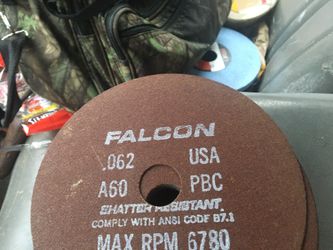 FALCON
.062 USA
A60 PBC
SHATTER RESISTANT
COMPLY WITH ANSI CODE B7.1
MAX RPM 6780